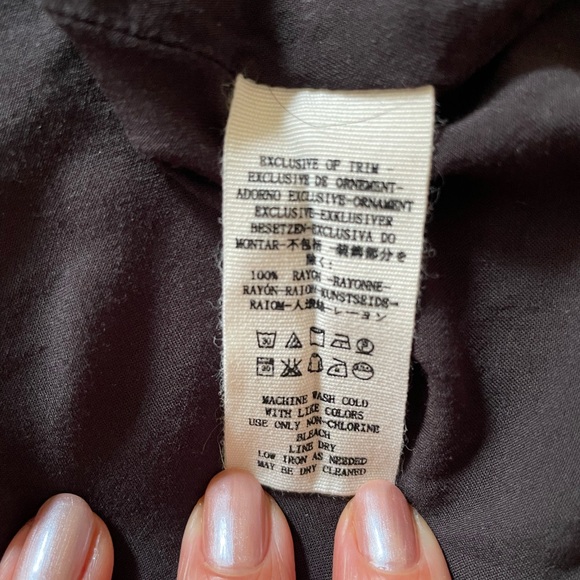 EXCLUSIVE OF TRIM -
EXCLUSIVE DE ORNEMENT-
ADORNO EXCLUSIVE-ORNAMENT
EXCLUSIVE-EXKLUSIVER
BESETZEN-EXCLUSIVA DO
MONTAR-不包括 -装飾部分を
除く;
100% RAYON-RAYONNE-
RAYÓN-RAION-KUNSTSEIDE-
RAIOM-人造絲-レーヨン
30
30
MACHINE WASH COLD
WITH LIKE COLORS
USE ONLY NON-CHLORINE
BLEACH
LINE DRY
LOW IRON AS NEEDED
MAY BE DRY CLEANED